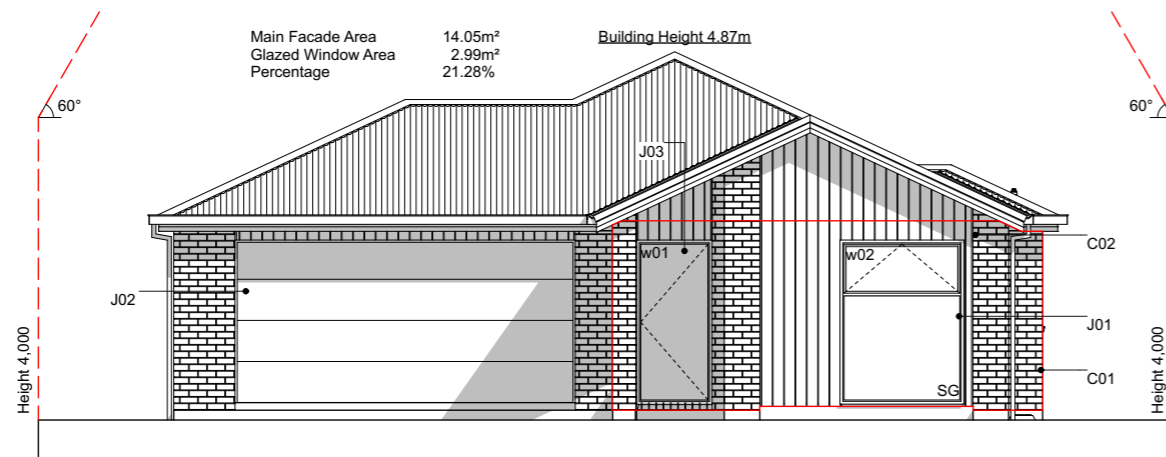 Main Facade Area 14.05m²
Glazed Window Area 2.99m²
Percentage 21.28%
Building Height 4.87m
60°
60°
J03
w01
w02
C02
J02
J01
C01
SG
Height 4,000
Height 4,000